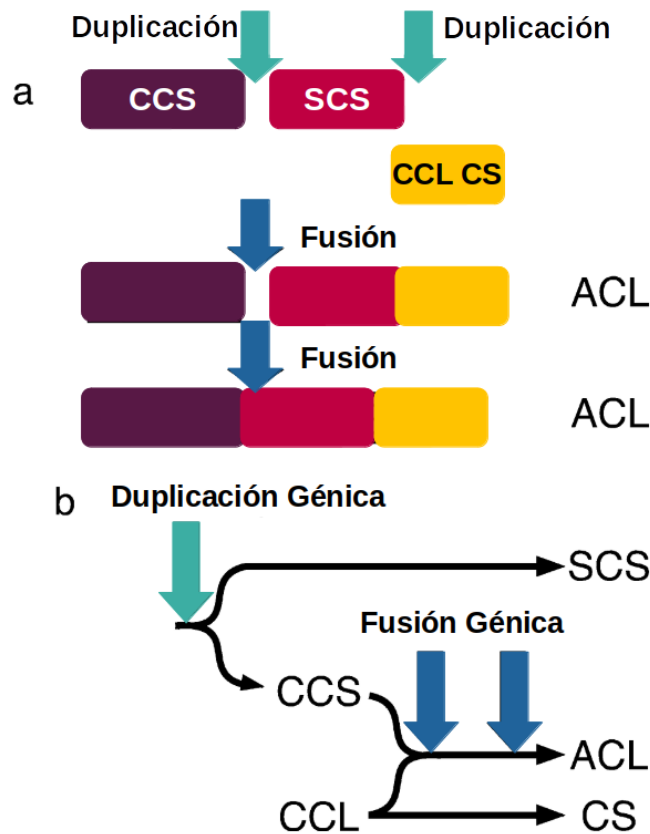 Duplicación
Duplicación
a
CCS
SCS
CCL CS
Fusión
ACL
Fusión
ACL
b
Duplicación Génica
SCS
Fusión Génica
CCS
ACL
CCL
CS